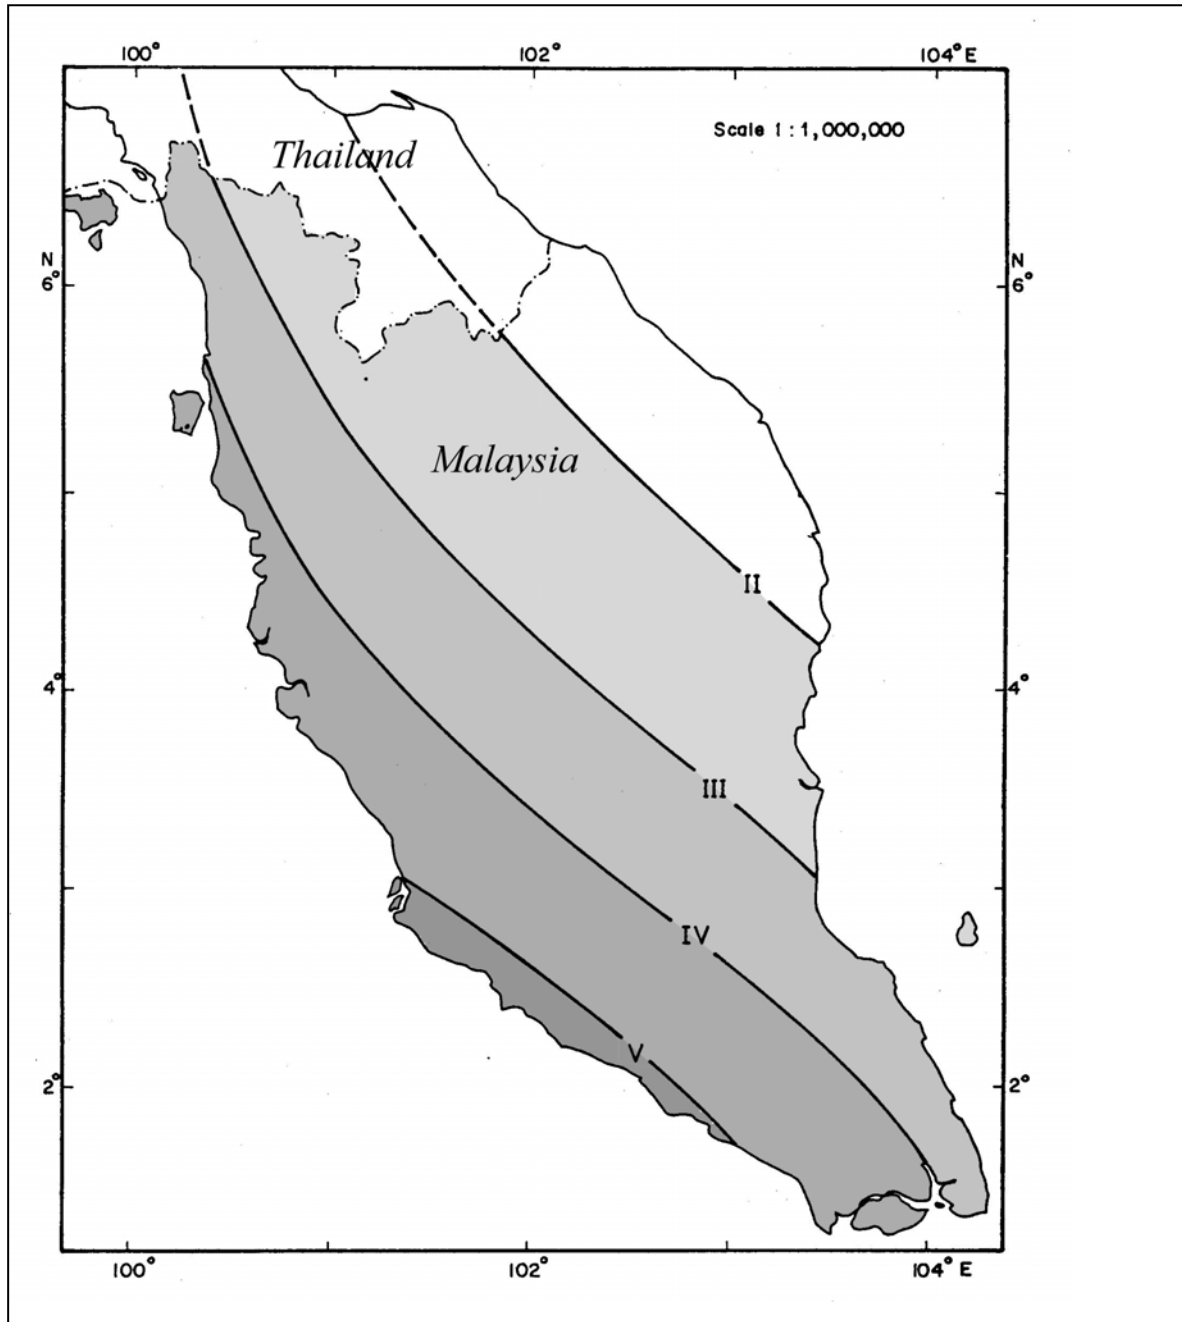 100° 102° 104° E
Scale 1 : 1,000,000
Thailand
N N
6° 6°
Malaysia
II
4° 4°
III
IV
V
2° 2°
100° 102° 104° E